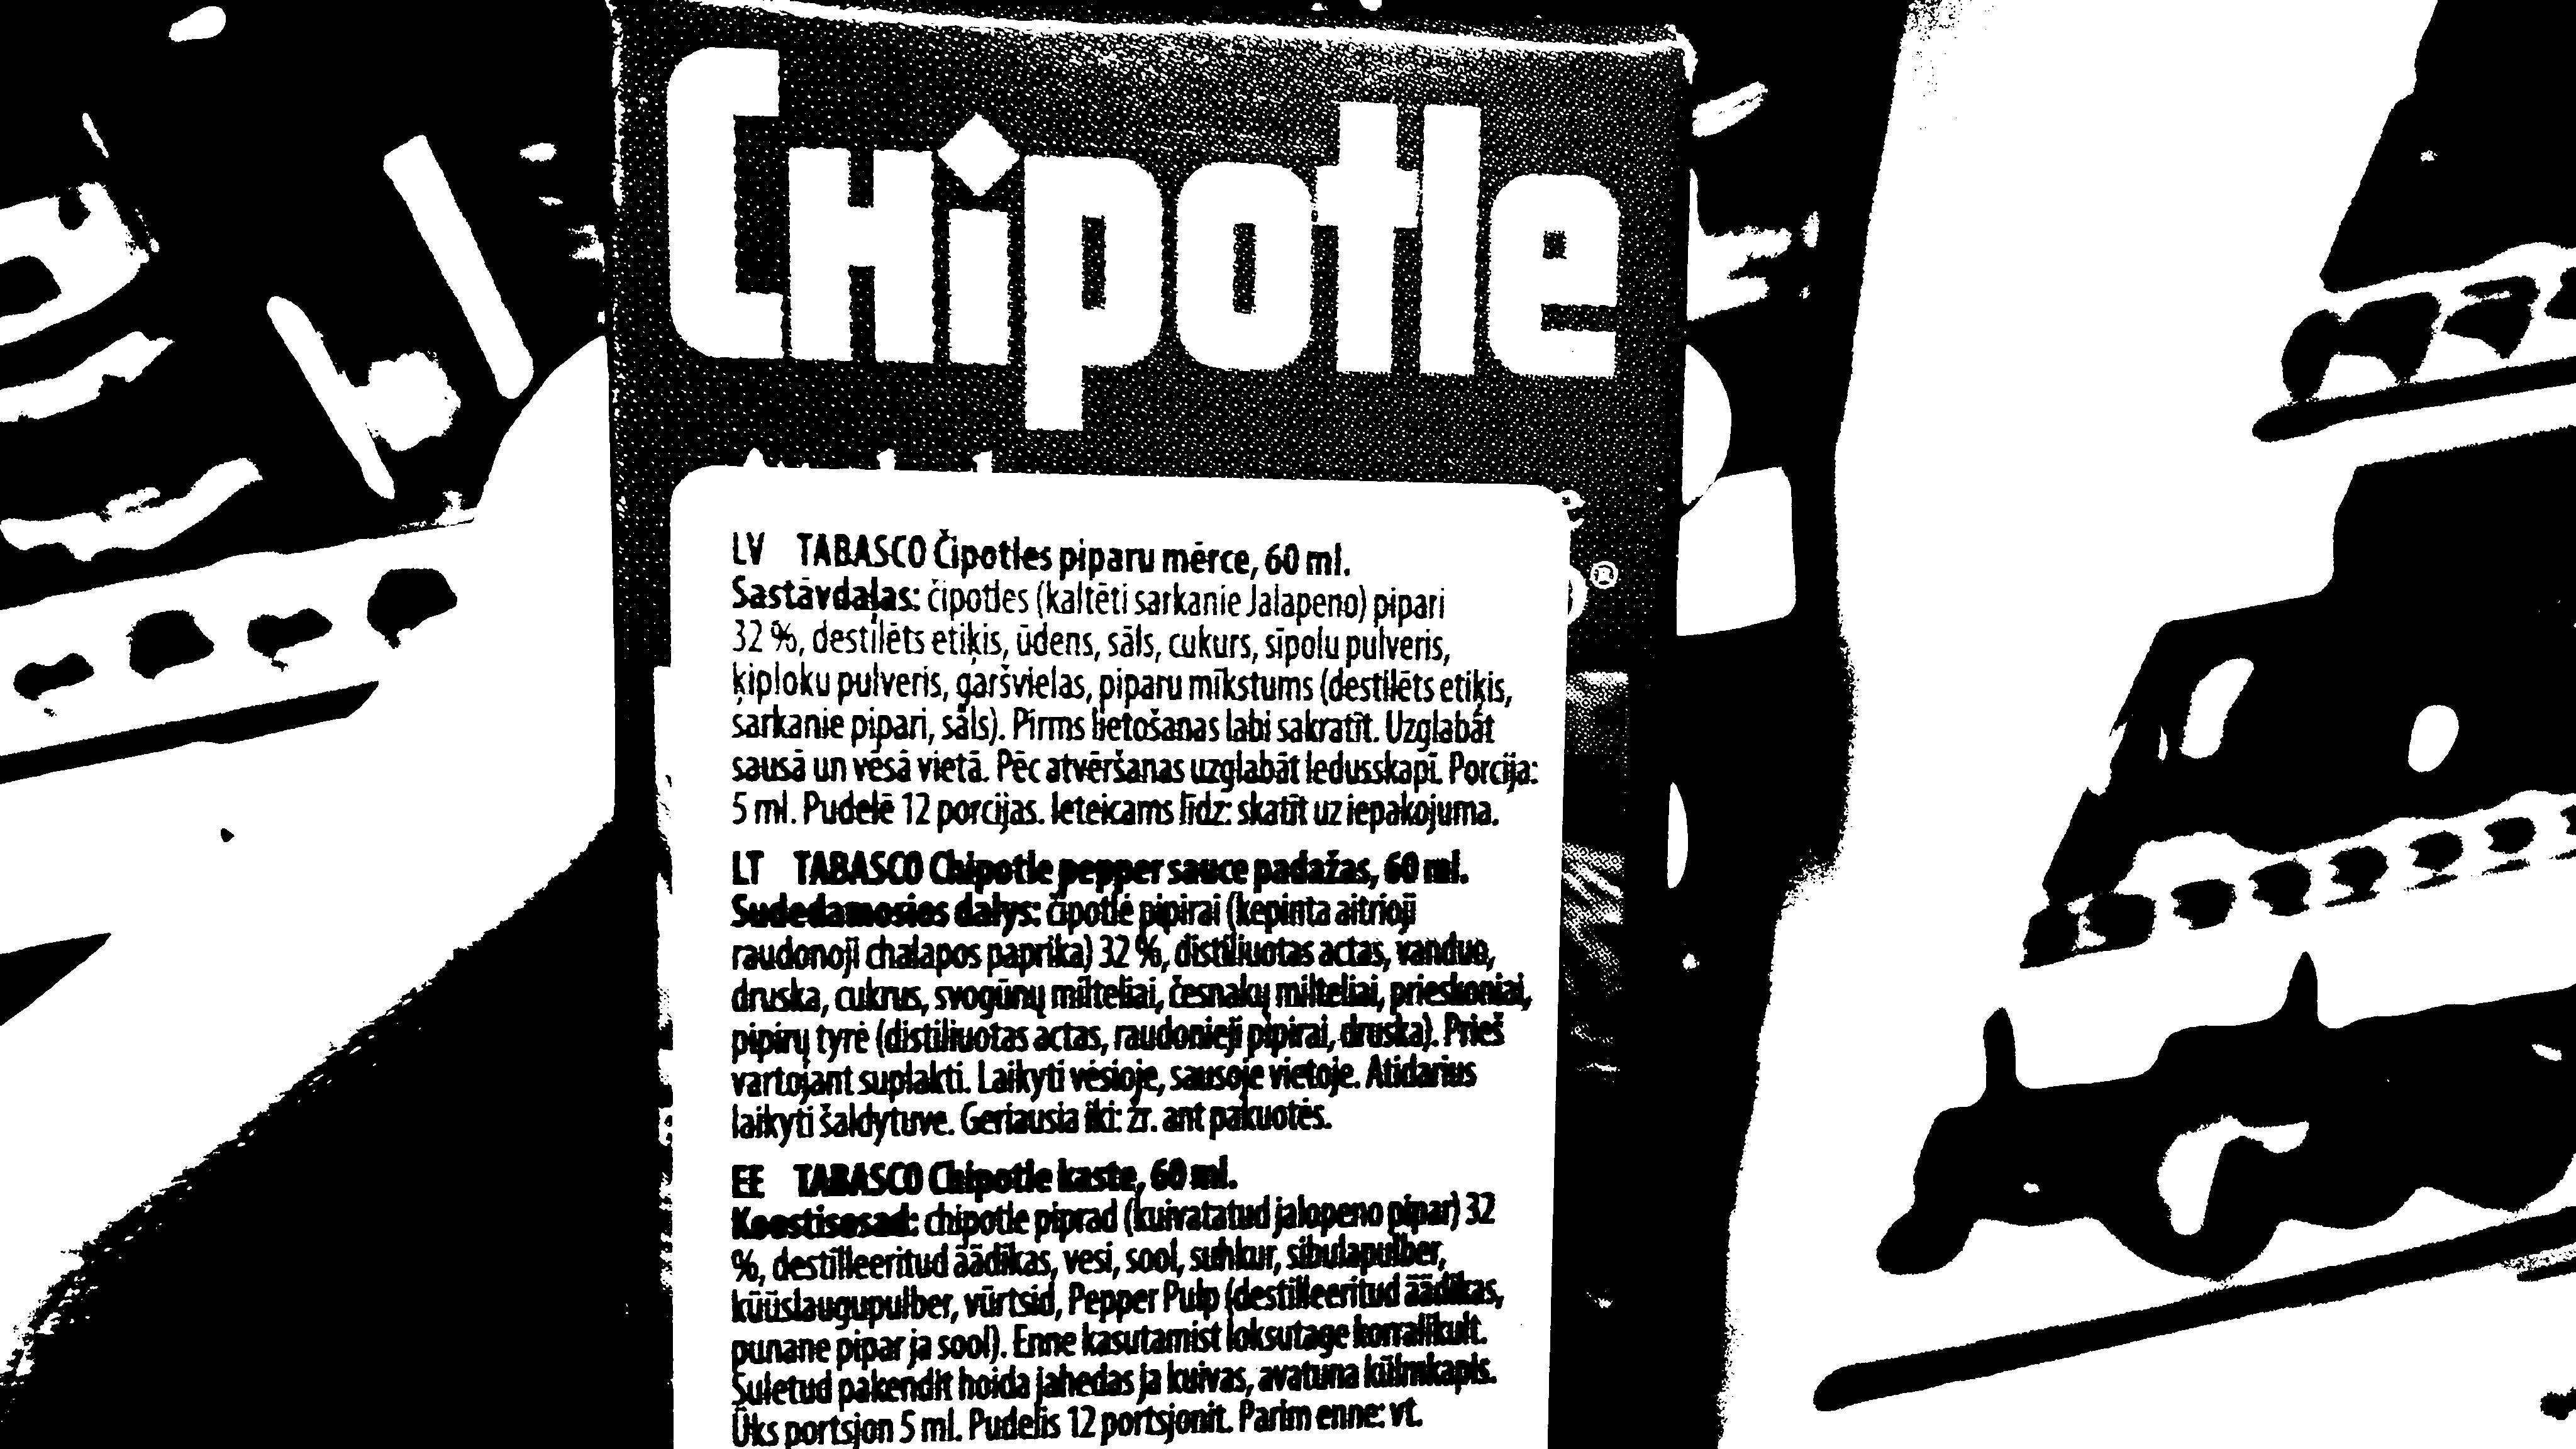 Chipotle
®
LV TABASCO Čipotles piparu mērce, 60 ml.
Sastāvdaļas: čipotles (kaltēti sarkanie Jalapeno) pipari
32 %, destilēts etiķis, ūdens, sāls, cukurs, sīpolu pulveris,
ķiploku pulveris, garšvielas, piparu mīkstums (destilēts etiķis,
sarkanie pipari, sāls). Pirms lietošanas labi sakratīt. Uzglabāt
sausā un vēsā vietā. Pēc atvēršanas uzglabāt ledusskapī. Porcija:
5 ml. Pudelē 12 porcijas. Ieteicams līdz: skatīt uz iepakojuma.
LT TABASCO Chipotle pepper sauce padažas, 60 ml.
Sudedamosios dalys: čipotlė pipirai (kepinta aitrioji
raudonoji chalapos paprika) 32 %, distiliuotas actas, vanduo,
druska, cukrus, svogūnų milteliai, česnakų milteliai, prieskoniai,
pipirų tyrė (distiliuotas actas, raudonieji pipirai, druska). Prieš
vartojant suplakti. Laikyti vėsioje, sausoje vietoje. Atidarius
laikyti šaldytuve. Geriausia iki: žr. ant pakuotės.
EE TABASCO Chipotle kaste, 60 ml.
Koostisosad: chipotle piprad (kuivatatud jalopeno pipar) 32
%, destilleeritud äädikas, vesi, sool, suhkur, sibulapulber,
küüslaugupulber, vürtsid, Pepper Pulp (destilleeritud äädikas,
punane pipar ja sool). Enne kasutamist loksutage korralikult.
Suletud pakendit hoida jahedas ja kuivas, avatuna külmkapis.
Üks portsjon 5 ml. Pudelis 12 portsjonit. Parim enne: vt.